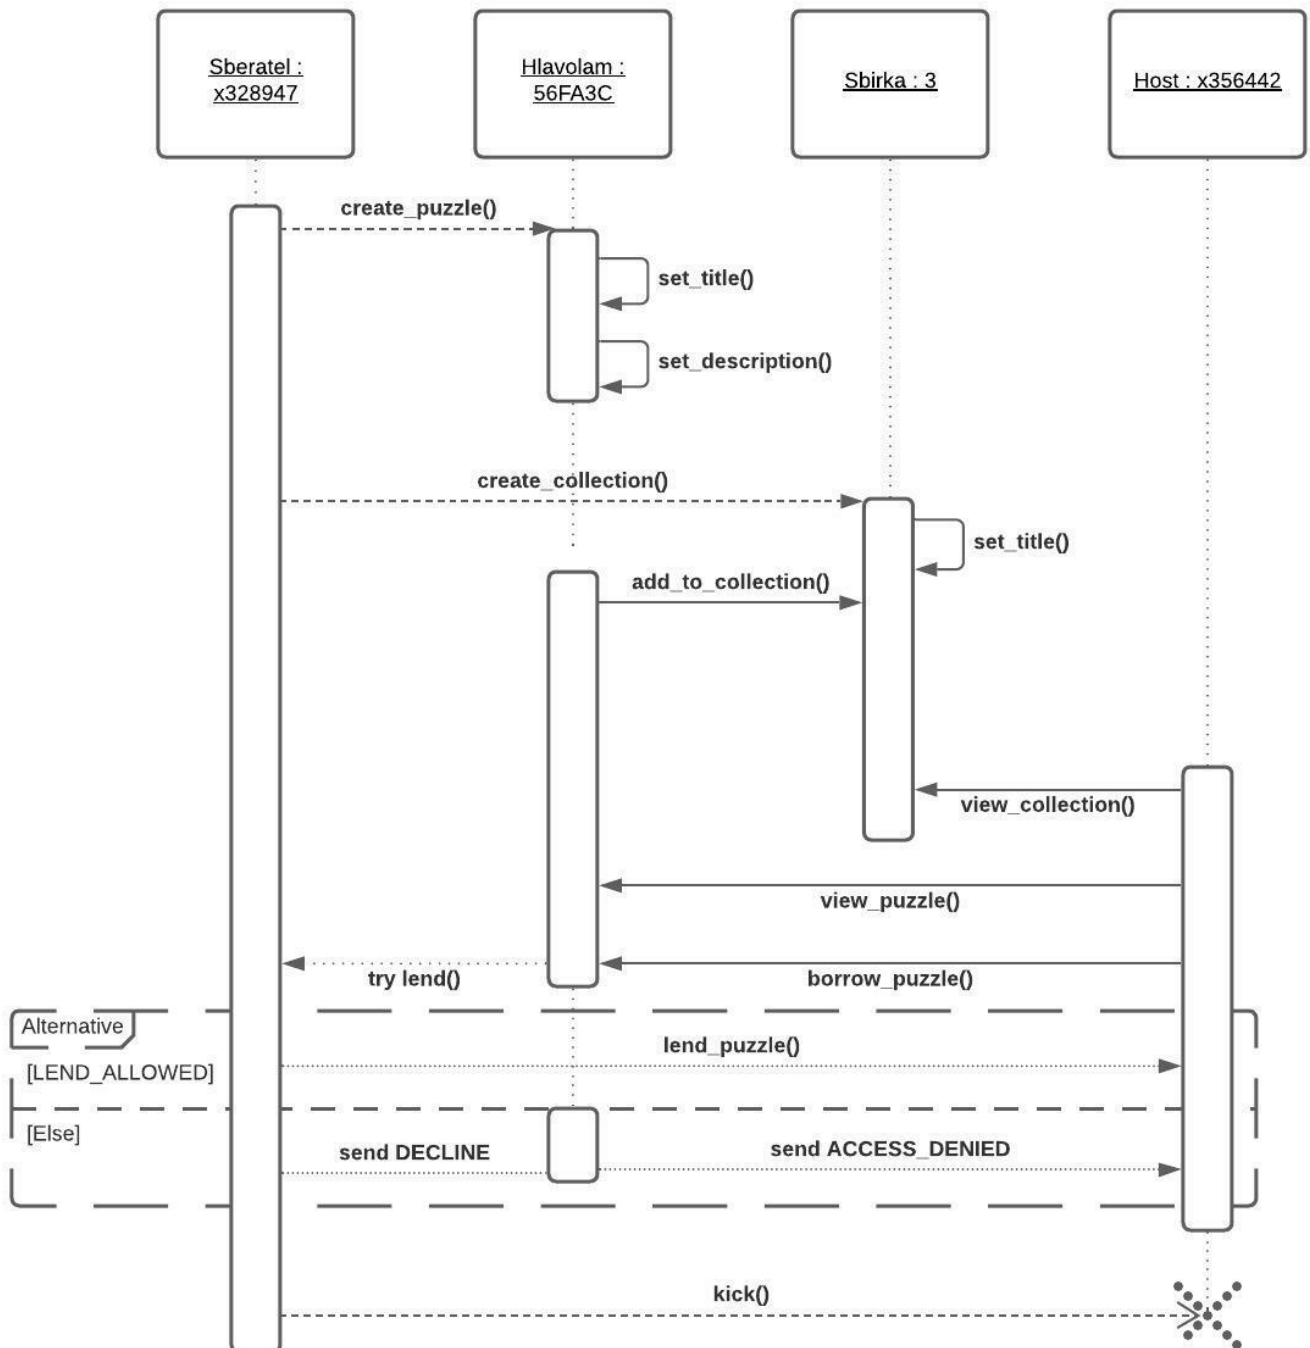 Sberatel :
x328947
Hlavolam :
56FA3C
Sbirka : 3
Host : x356442
create_puzzle()
set_title()
set_description()
create_collection()
set_title()
add_to_collection()
view_collection()
view_puzzle()
try lend()
borrow_puzzle()
Alternative
lend_puzzle()
[LEND_ALLOWED]
[Else]
send DECLINE
send ACCESS_DENIED
kick()